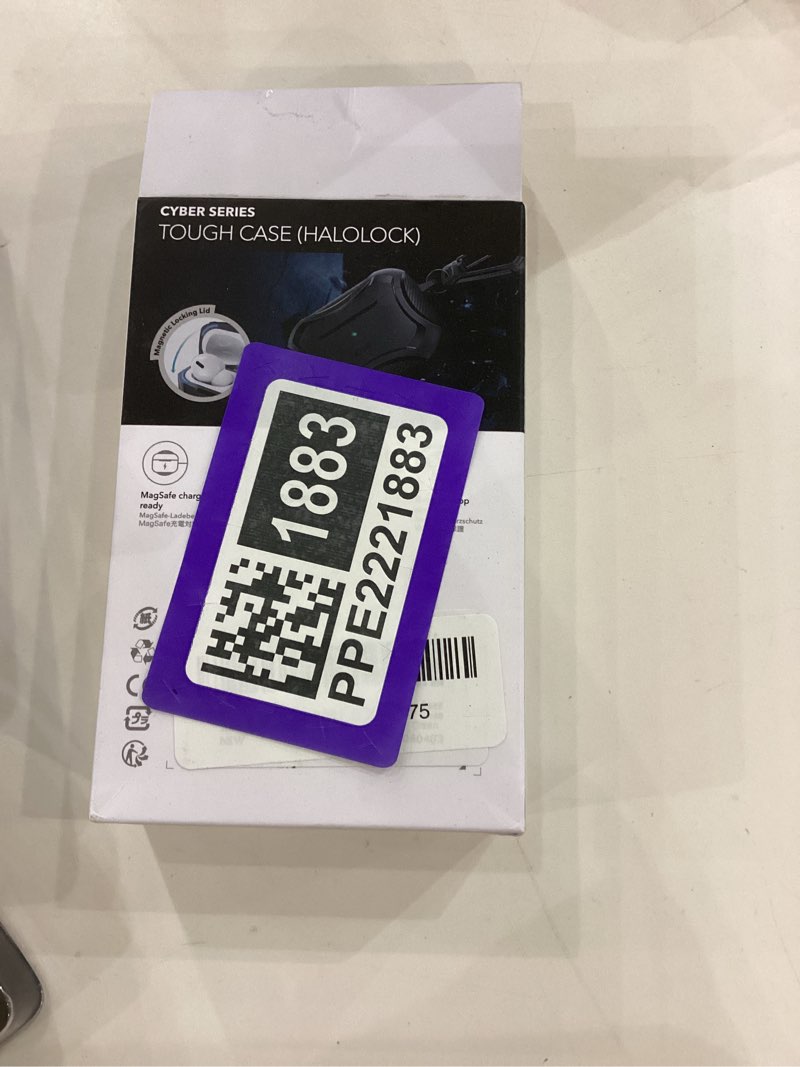 CYBER SERIES
TOUGH CASE (HALOLOCK)
Magnetic Locking Lid
MagSafe charg
ready
MagSafe-Ladebe
MagSafe充電対
op
rzschutz
1883
PPE2221883
75